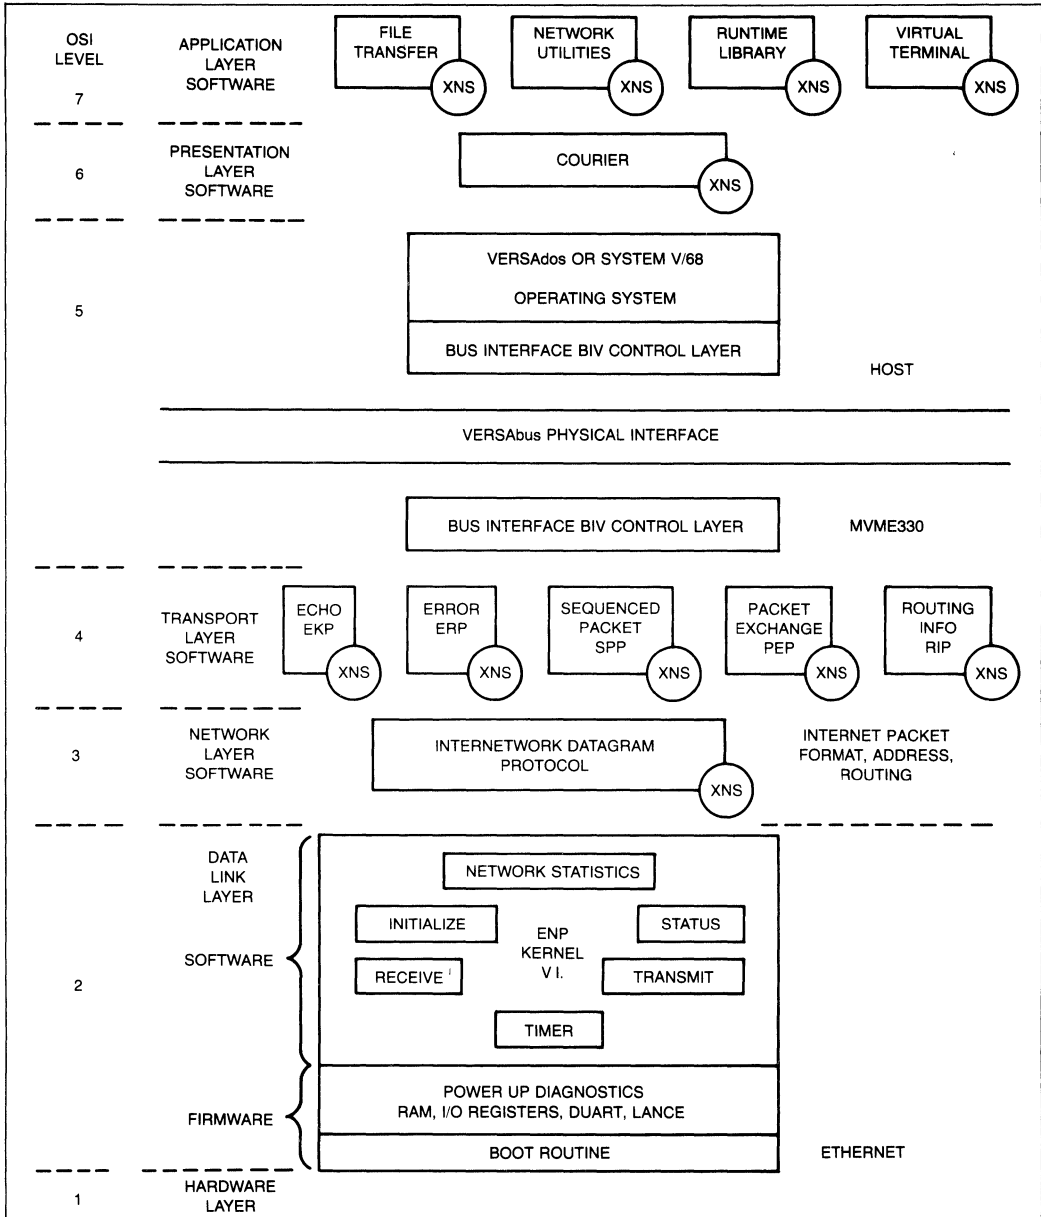 OSI
LEVEL
7
APPLICATION
LAYER
SOFTWARE
FILE
TRANSFER
XNS
NETWORK
UTILITIES
XNS
RUNTIME
LIBRARY
XNS
VIRTUAL
TERMINAL
XNS
6
PRESENTATION
LAYER
SOFTWARE
COURIER
XNS
5
VERSAdos OR SYSTEM V/68
OPERATING SYSTEM
BUS INTERFACE BIV CONTROL LAYER
HOST
VERSAbus PHYSICAL INTERFACE
BUS INTERFACE BIV CONTROL LAYER
MVME330
4
TRANSPORT
LAYER
SOFTWARE
ECHO
EKP
XNS
ERROR
ERP
XNS
SEQUENCED
PACKET
SPP
XNS
PACKET
EXCHANGE
PEP
XNS
ROUTING
INFO
RIP
XNS
3
NETWORK
LAYER
SOFTWARE
INTERNETWORK DATAGRAM
PROTOCOL
XNS
INTERNET PACKET
FORMAT, ADDRESS,
ROUTING
2
DATA
LINK
LAYER
SOFTWARE
NETWORK STATISTICS
INITIALIZE
STATUS
ENP
KERNEL
V I.
RECEIVE
TRANSMIT
TIMER
FIRMWARE
POWER UP DIAGNOSTICS
RAM, I/O REGISTERS, DUART, LANCE
BOOT ROUTINE
ETHERNET
1
HARDWARE
LAYER